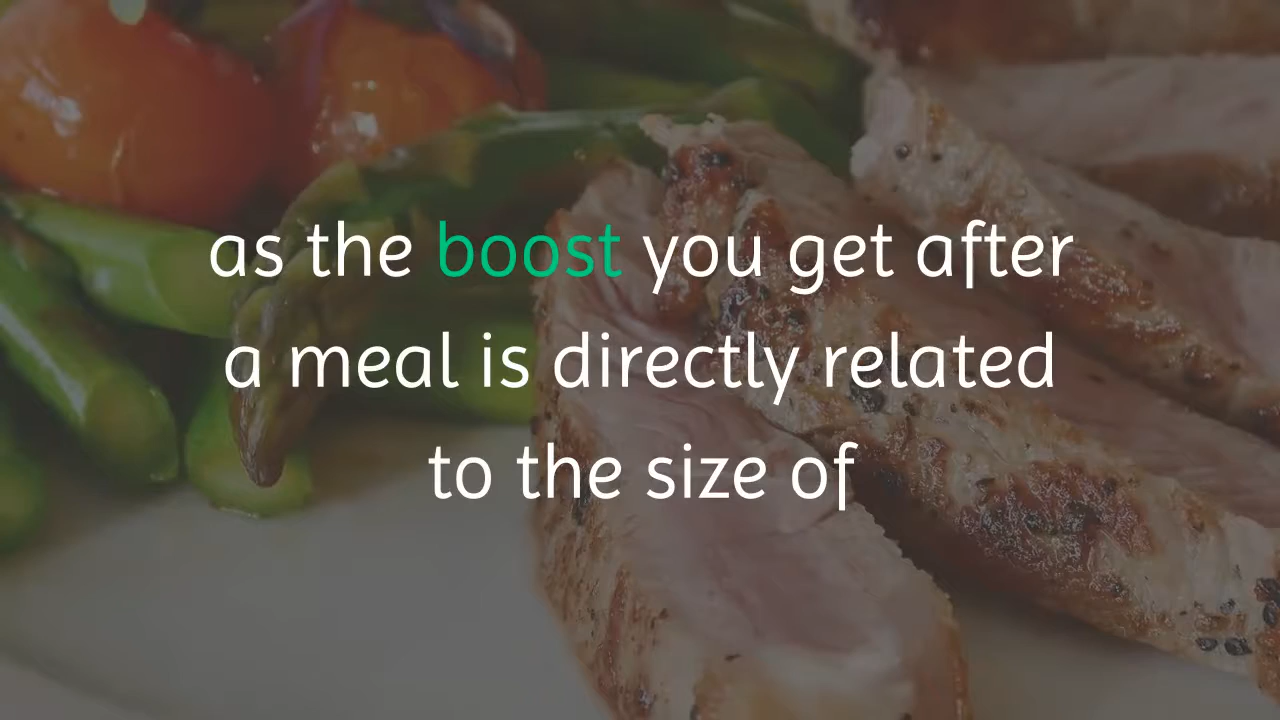 as the boost you get after
a meal is directly related
to the size of